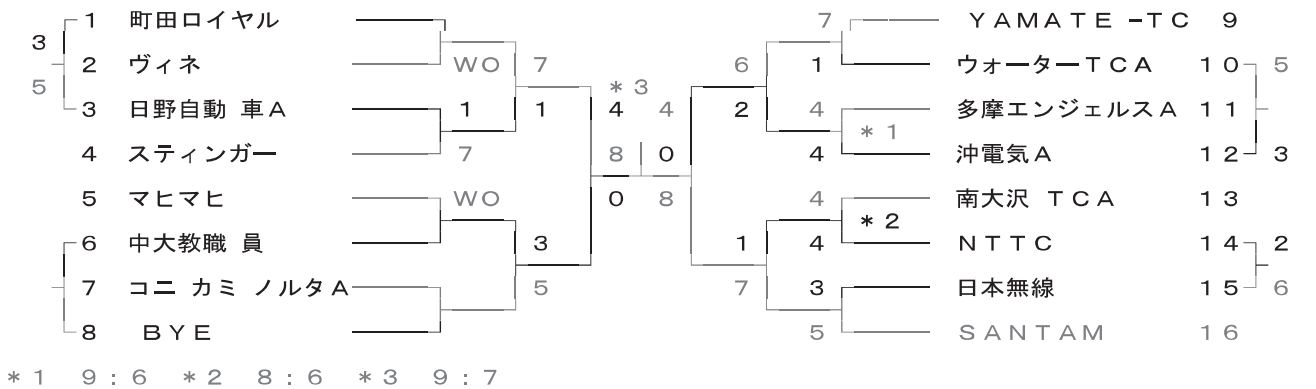 1 町田ロイヤル 7 YAMATE -TC 9
3
2 ヴィネ WO 7 6 1 ウォーターTCA 10 5
5 *3
3 日野自動 車A 1 1 4 4 2 4 多摩エンジェルスA 11
*1
4 スティンガー 7 8 0 4 沖電気A 12 3
5 マヒマヒ WO 0 8 4 南大沢 TCA 13
*2
6 中大教職 員 3 1 4 NTTC 14 2
7 コニ カミ ノルタA 5 7 3 日本無線 15 6
8 BYE 5 SANTAM 16
*1 9:6 *2 8:6 *3 9:7